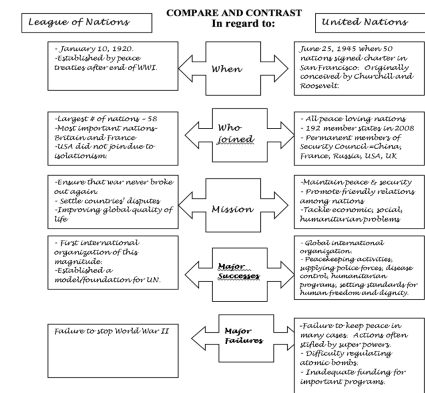 COMPARE AND CONTRAST
League of Nations
In regard to:
United Nations
- January 10, 1920.
-Established by peace
treaties after end of WWI.
When
June 25, 1945 when 50
nations signed charter in
San Francisco. Originally
conceived by Churchill and
Roosevelt.
-Largest # of nations - 58
-Most important nations-
Britain and France
-USA did not join due to
isolationism
Who
joined
- All peace loving nations
- 192 member states in 2008
- Permanent members of
Security Council =China,
France, Russia, USA, UK
-Ensure that war never broke
out again
- Settle countries' disputes
-Improving global quality of
life
Mission
-Maintain peace & security
- Promote friendly relations
among nations
-Tackle economic, social,
humanitarian problems
- First international
organization of this
magnitude.
-Established a
model/foundation for UN.
Major
Successes
-Global international
organization.
- Peacekeeping activities,
supplying police forces, disease
control, humanitarian
programs, setting standards for
human freedom and dignity.
Failure to stop World War II
Major
Failures
-Failure to keep peace in
many cases. Actions often
stifled by super powers.
- Difficulty regulating
atomic bombs.
- Inadequate funding for
important programs.